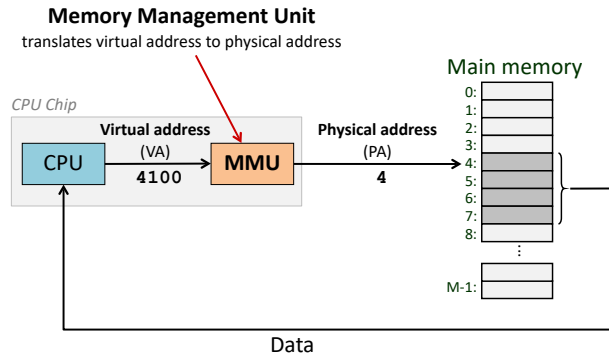 Memory Management Unit
translates virtual address to physical address
Main memory
CPU Chip
Virtual address
(VA)
4100
Physical address
(PA)
4
CPU
MMU
0:
1:
2:
3:
4:
5:
6:
7:
8:
...
M-1:
Data